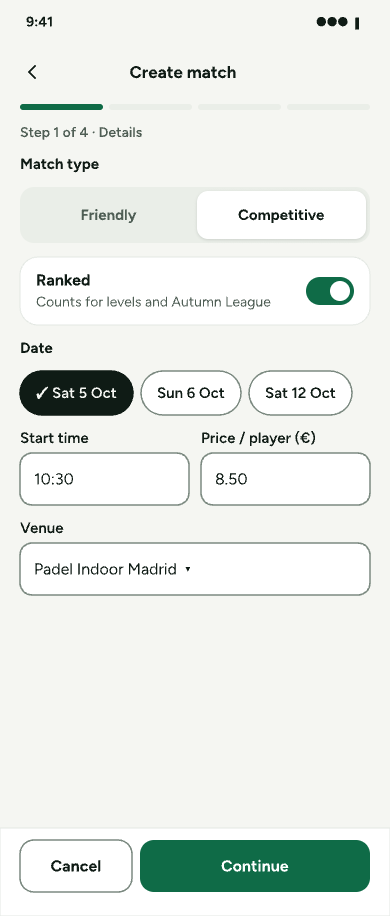 9:41
Create match
Step 1 of 4 · Details
Match type
Friendly Competitive
Ranked
Counts for levels and Autumn League
Date
✓ Sat 5 Oct Sun 6 Oct Sat 12 Oct
Start time Price / player (€)
10:30 8.50
Venue
Padel Indoor Madrid ▾
Cancel Continue